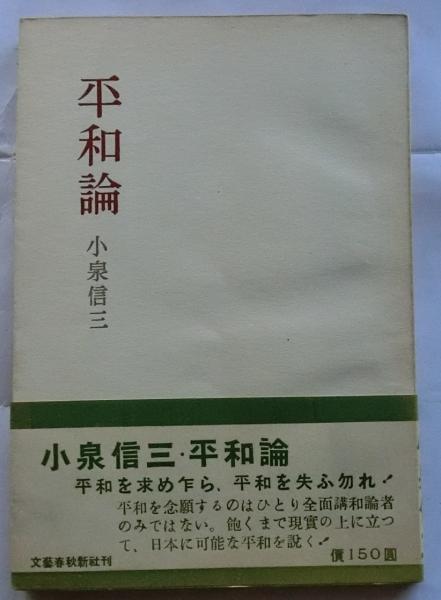 平和論
小泉信三
小泉信三・平和論
平和を求め乍ら、平和を失ふ勿れ！
平和を念願するのはひとり全面講和論者
のみではない。飽くまで現實の上に立つ
て、日本に可能な平和を説く！
文藝春秋新社刊
價150圓